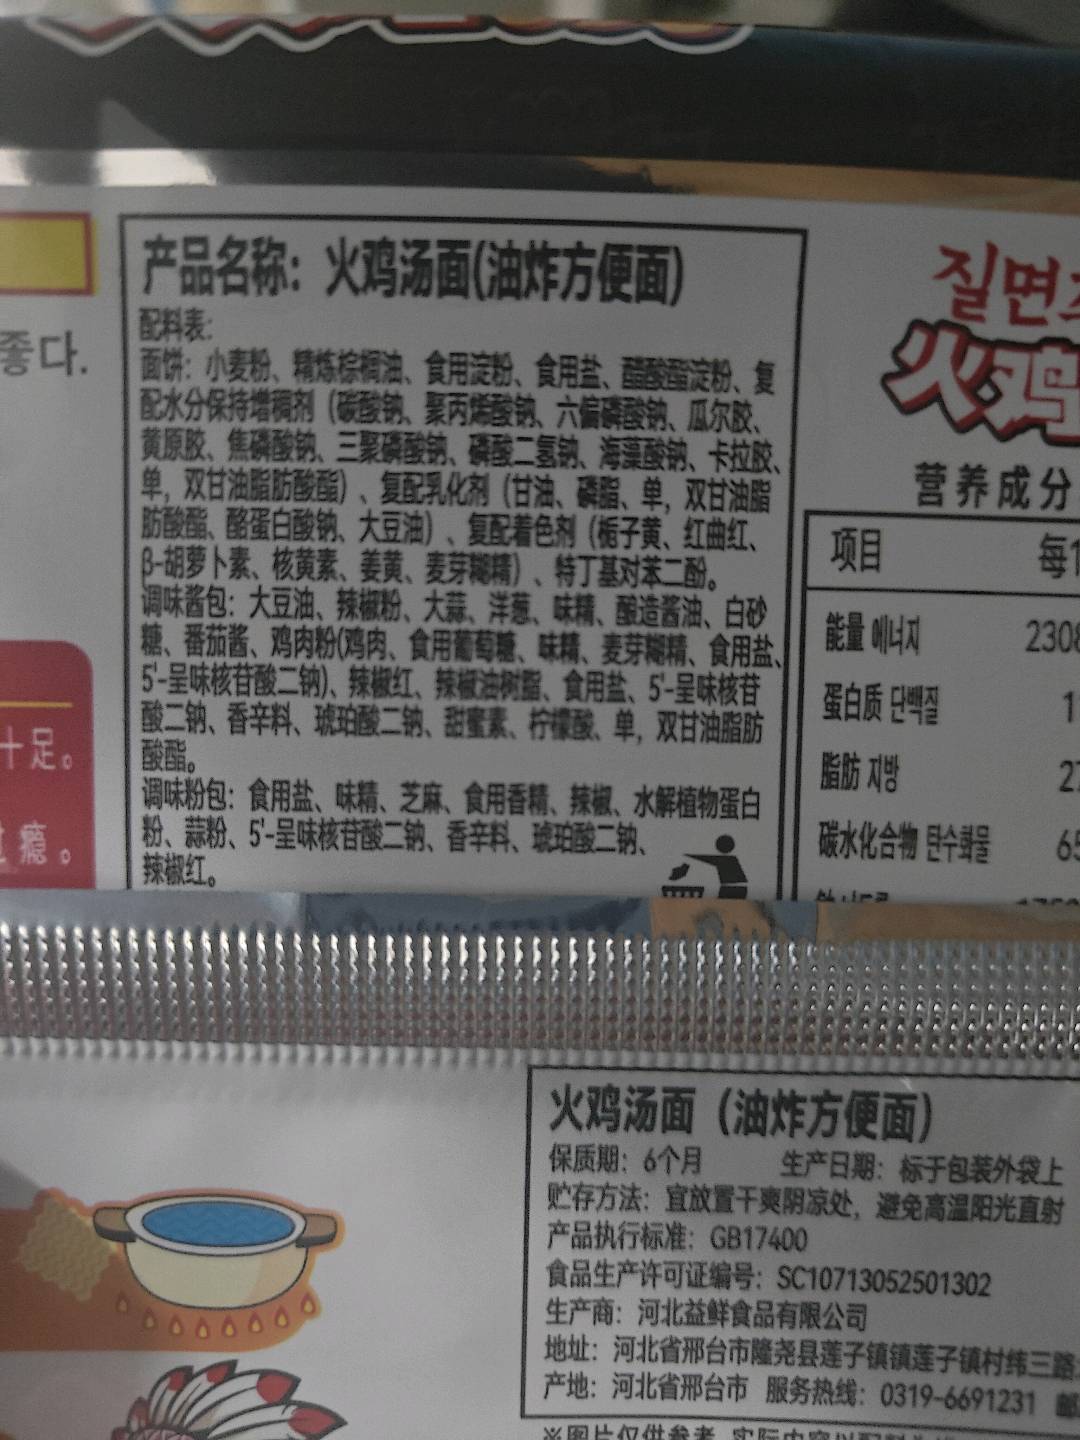 좋다.
十足。
瘾。
产品名称：火鸡汤面(油炸方便面)
配料表:
面饼：小麦粉、精炼棕榈油、食用淀粉、食用盐、醋酸酯淀粉、复
配水分保持增稠剂（碳酸钠、聚丙烯酸钠、六偏磷酸钠、瓜尔胶、
黄原胶、焦磷酸钠、三聚磷酸钠、磷酸二氢钠、海藻酸钠、卡拉胶、
单，双甘油脂肪酸酯）、复配乳化剂（甘油、磷脂、单，双甘油脂
肪酸酯、酪蛋白酸钠、大豆油）、复配着色剂（栀子黄、红曲红、
β-胡萝卜素、核黄素、姜黄、麦芽糊精）、特丁基对苯二酚。
调味酱包：大豆油、辣椒粉、大蒜、洋葱、味精、酿造酱油、白砂
糖、番茄酱、鸡肉粉(鸡肉、食用葡萄糖、味精、麦芽糊精、食用盐、
5'-呈味核苷酸二钠)、辣椒红、辣椒油树脂、食用盐、5'-呈味核苷
酸二钠、香辛料、琥珀酸二钠、甜蜜素、柠檬酸、单，双甘油脂肪
酸酯。
调味粉包：食用盐、味精、芝麻、食用香精、辣椒、水解植物蛋白
粉、蒜粉、5'-呈味核苷酸二钠、香辛料、琥珀酸二钠、
辣椒红。
질면
火鸡
营养成分
项目 每1
能量 에너지 2308
蛋白质 단백질 1
脂肪 지방 27
碳水化合物 탄수화물 65
火鸡汤面（油炸方便面）
保质期：6个月 生产日期：标于包装外袋上
贮存方法：宜放置干爽阴凉处，避免高温阳光直射
产品执行标准：GB17400
食品生产许可证编号：SC10713052501302
生产商：河北益鲜食品有限公司
地址：河北省邢台市隆尧县莲子镇镇莲子镇村纬三路
产地：河北省邢台市 服务热线：0319-6691231 邮
※图片仅供参考